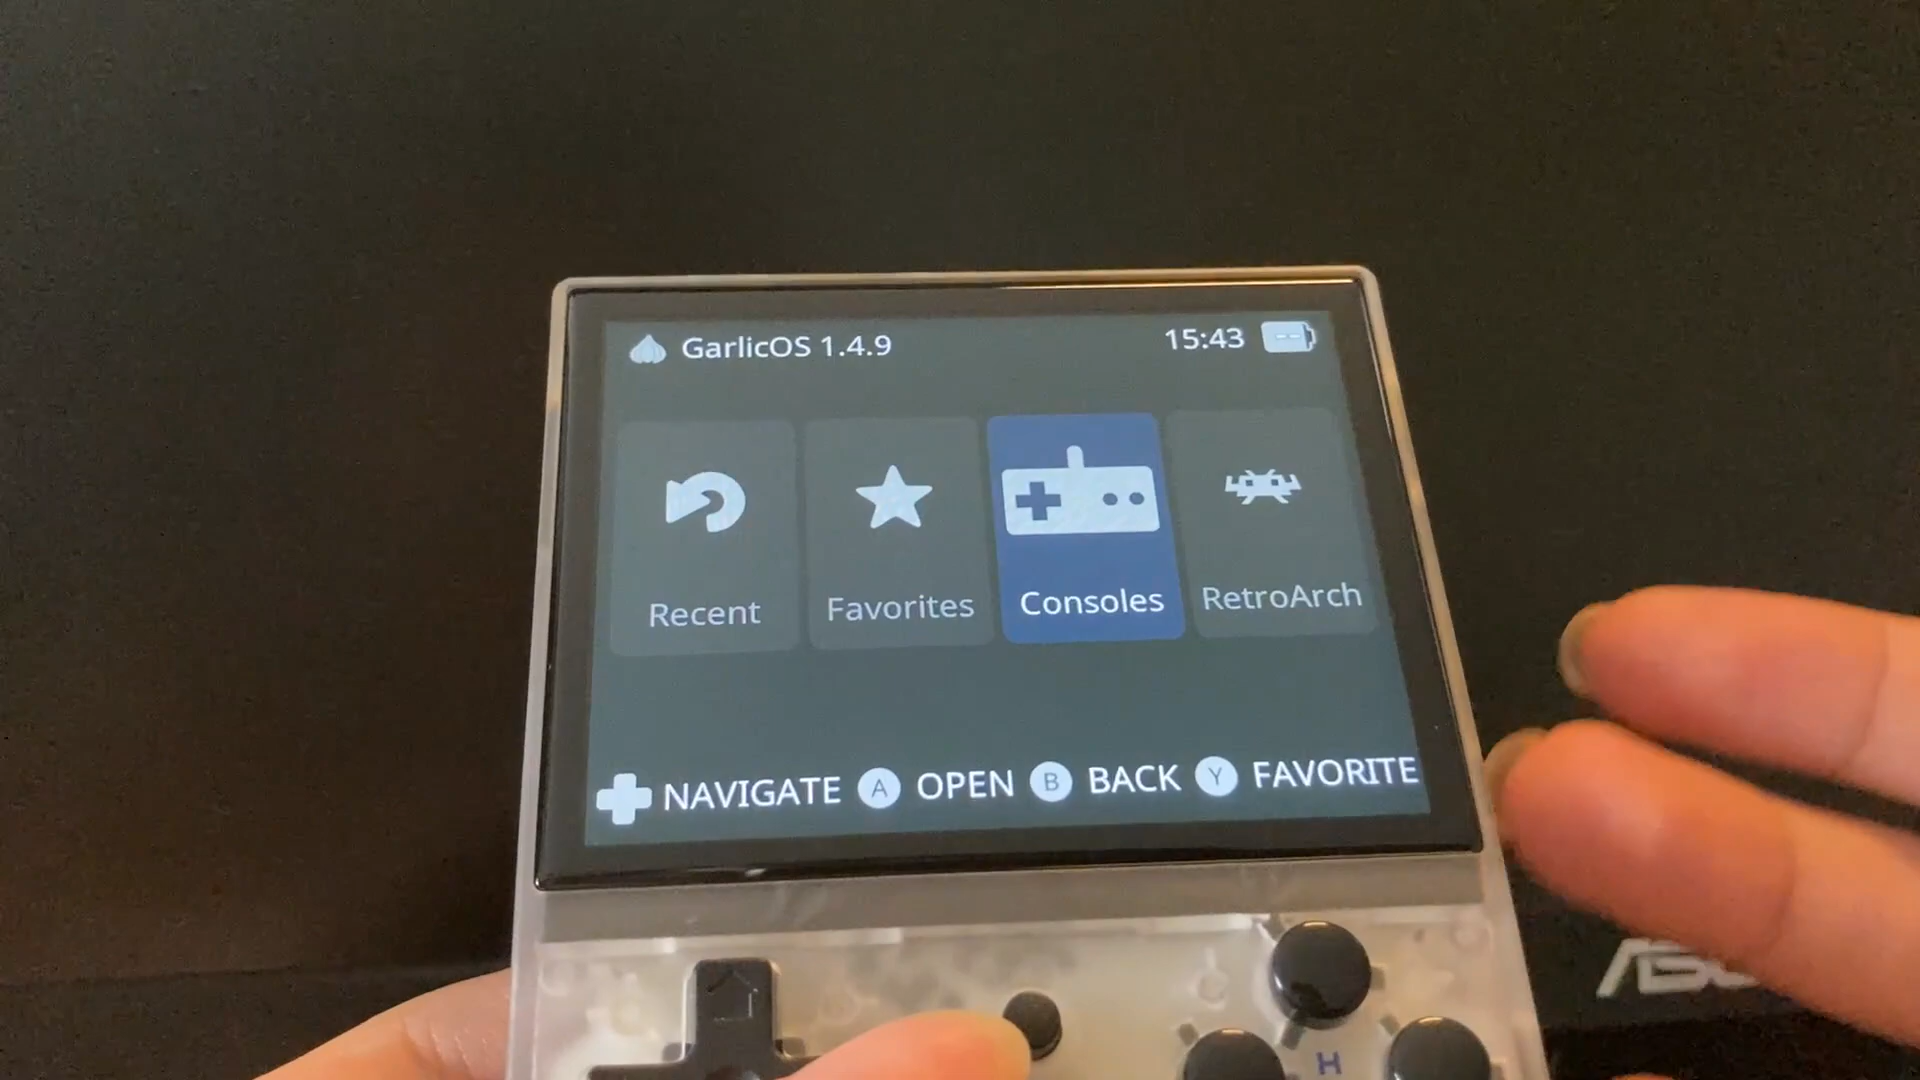 GarlicOS 1.4.9
15:43 --
Recent
Favorites
Consoles
RetroArch
NAVIGATE A OPEN B BACK Y FAVORITE
H